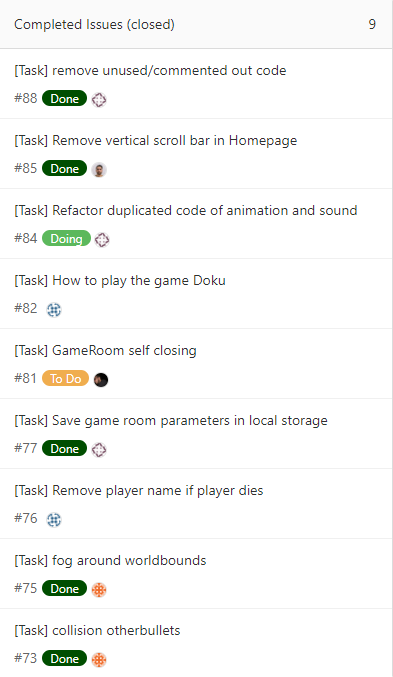 Completed Issues (closed) 9
[Task] remove unused/commented out code
#88 Done
[Task] Remove vertical scroll bar in Homepage
#85 Done
[Task] Refactor duplicated code of animation and sound
#84 Doing
[Task] How to play the game Doku
#82
[Task] GameRoom self closing
#81 To Do
[Task] Save game room parameters in local storage
#77 Done
[Task] Remove player name if player dies
#76
[Task] fog around worldbounds
#75 Done
[Task] collision otherbullets
#73 Done